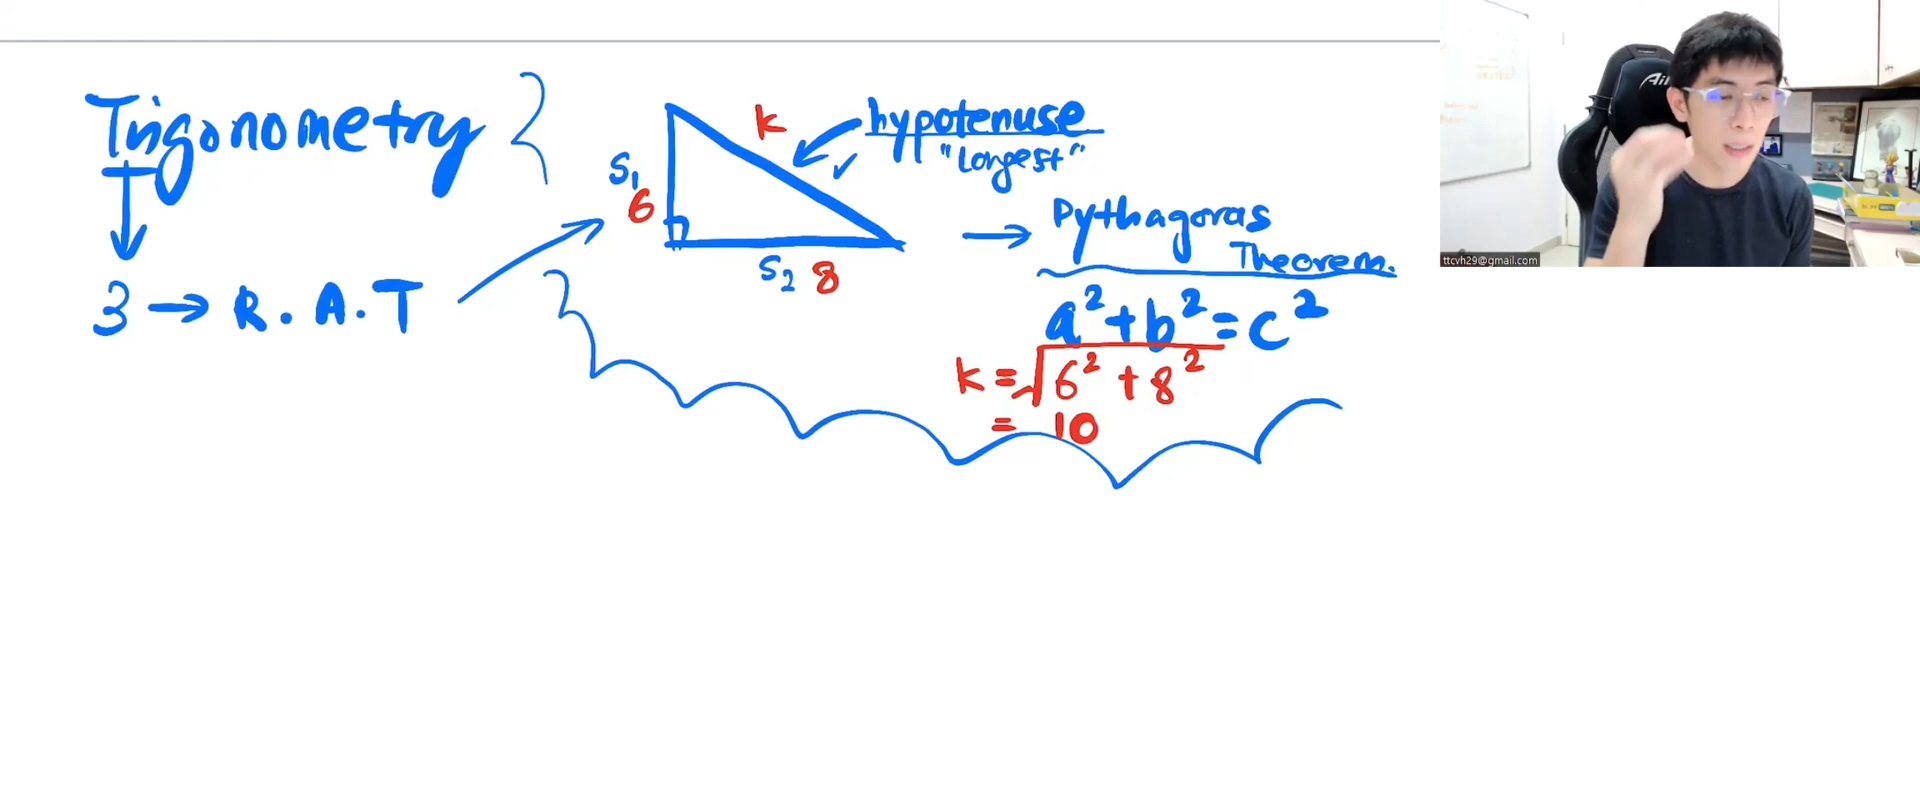 Trigonometry
3 → R.A.T
k
hypotenuse
"Longest"
S₁
6
S₂ 8
→ Pythagoras
Theorem.
a² + b² = c²
k = √6² + 8²
= 10
ttcvh29@gmail.com